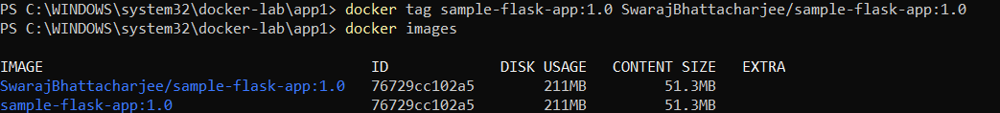 PS C:\WINDOWS\system32\docker-lab\app1> docker tag sample-flask-app:1.0 SwarajBhattacharjee/sample-flask-app:1.0
PS C:\WINDOWS\system32\docker-lab\app1> docker images
IMAGE ID DISK USAGE CONTENT SIZE EXTRA
SwarajBhattacharjee/sample-flask-app:1.0 76729cc102a5 211MB 51.3MB
sample-flask-app:1.0 76729cc102a5 211MB 51.3MB